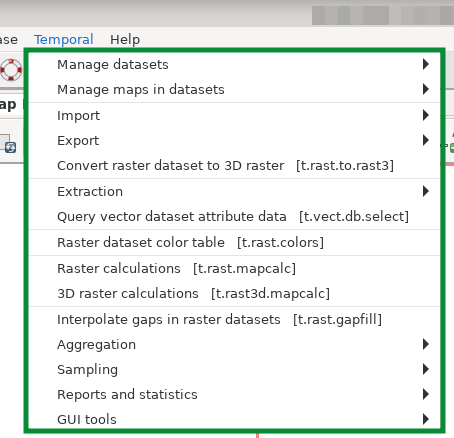 ase Temporal Help
Manage datasets
Manage maps in datasets
ap
Import
Export
Convert raster dataset to 3D raster [t.rast.to.rast3]
Extraction
Query vector dataset attribute data [t.vect.db.select]
Raster dataset color table [t.rast.colors]
Raster calculations [t.rast.mapcalc]
3D raster calculations [t.rast3d.mapcalc]
Interpolate gaps in raster datasets [t.rast.gapfill]
Aggregation
Sampling
Reports and statistics
GUI tools